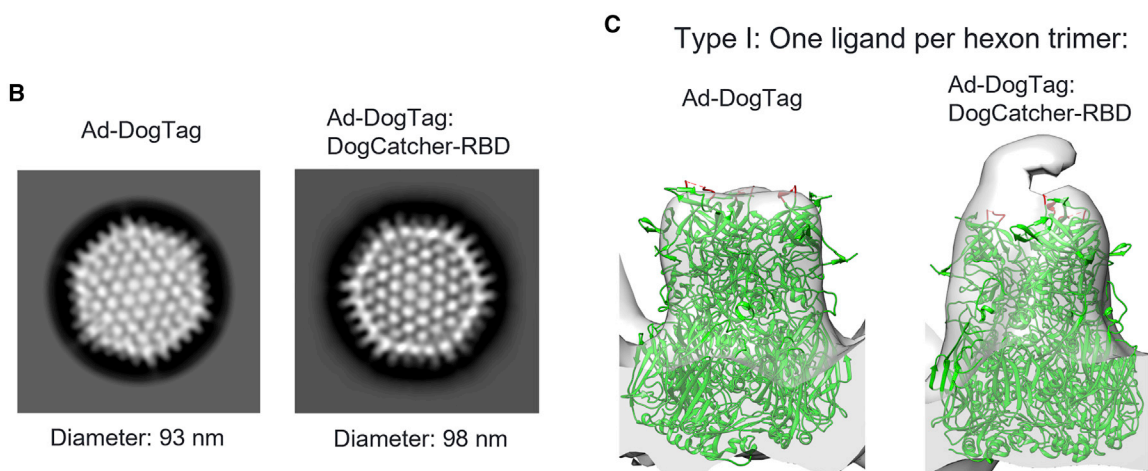 B
Ad-DogTag
Ad-DogTag:
DogCatcher-RBD
Diameter: 93 nm
Diameter: 98 nm
C
Type I: One ligand per hexon trimer:
Ad-DogTag
Ad-DogTag:
DogCatcher-RBD